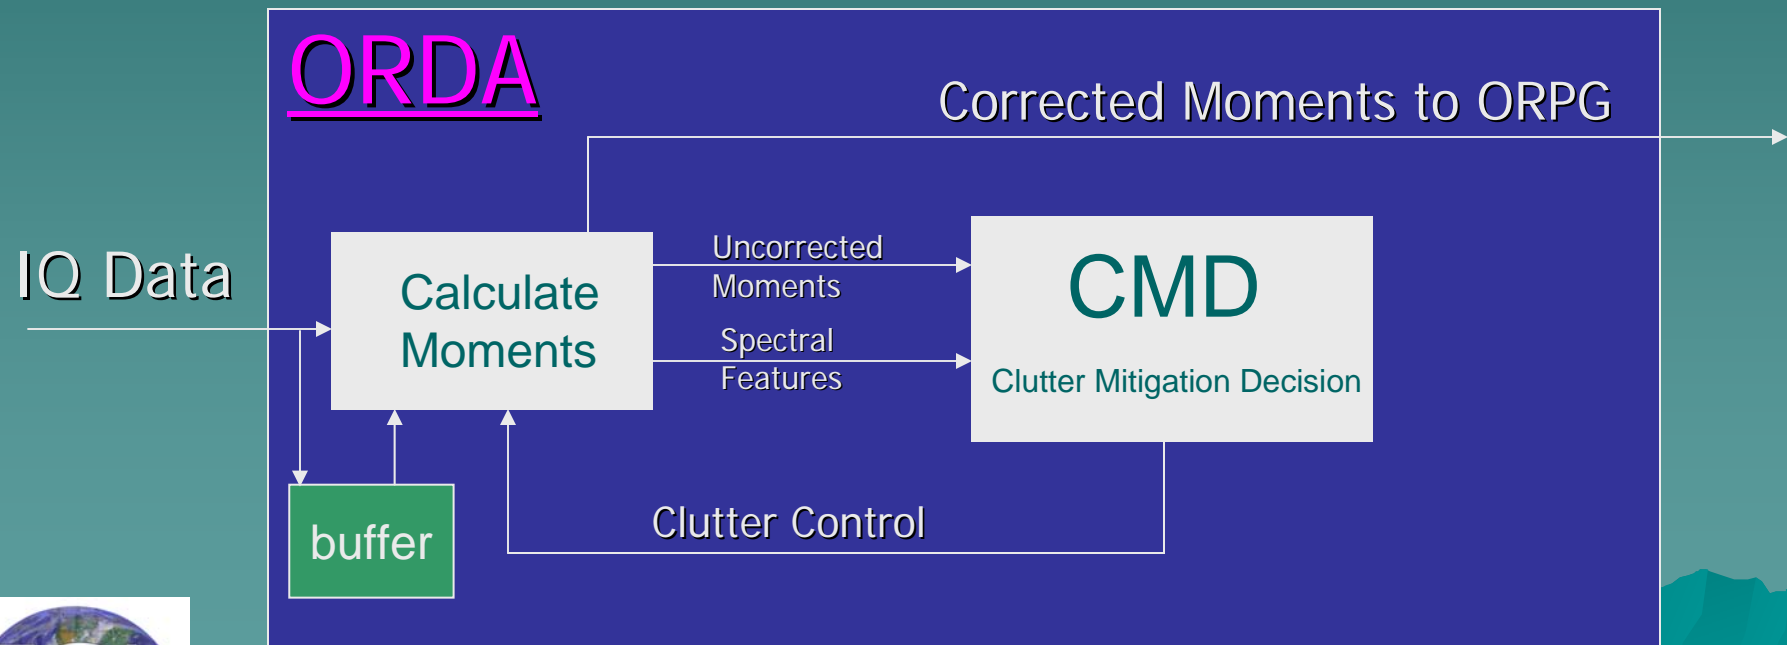 ORDA
Corrected Moments to ORPG
IQ Data
Calculate
Moments
Uncorrected
Moments
Spectral
Features
CMD
Clutter Mitigation Decision
buffer
Clutter Control